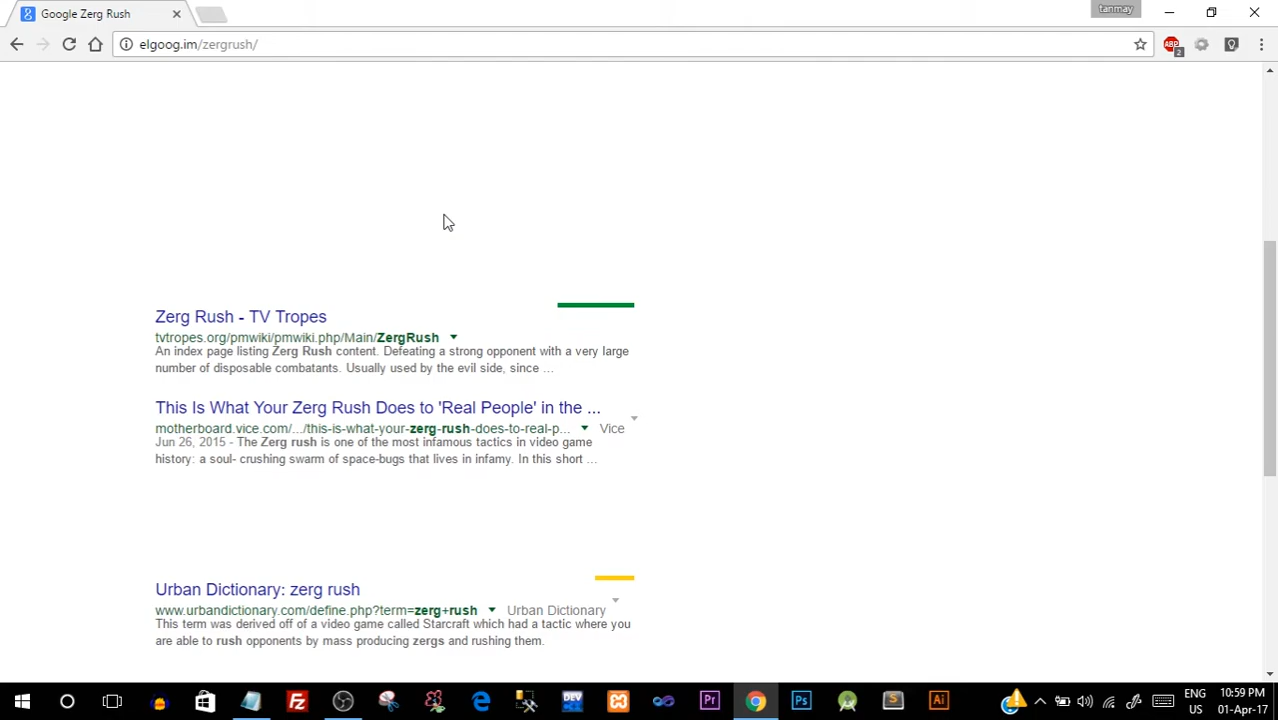 Google Zerg Rush
tanmay
elgoog.im/zergrush/
ABP
2
Zerg Rush - TV Tropes
tvtropes.org/pmwiki/pmwiki.php/Main/ZergRush
An index page listing Zerg Rush content. Defeating a strong opponent with a very large
number of disposable combatants. Usually used by the evil side, since ...
This Is What Your Zerg Rush Does to 'Real People' in the ...
motherboard.vice.com/.../this-is-what-your-zerg-rush-does-to-real-p... Vice
Jun 26, 2015 - The Zerg rush is one of the most infamous tactics in video game
history: a soul- crushing swarm of space-bugs that lives in infamy. In this short ...
Urban Dictionary: zerg rush
www.urbandictionary.com/define.php?term=zerg+rush Urban Dictionary
This term was derived off of a video game called Starcraft which had a tactic where you
are able to rush opponents by mass producing zergs and rushing them.
DEV
Pr
Ps
S
Ai
ENG
US
10:59 PM
01-Apr-17